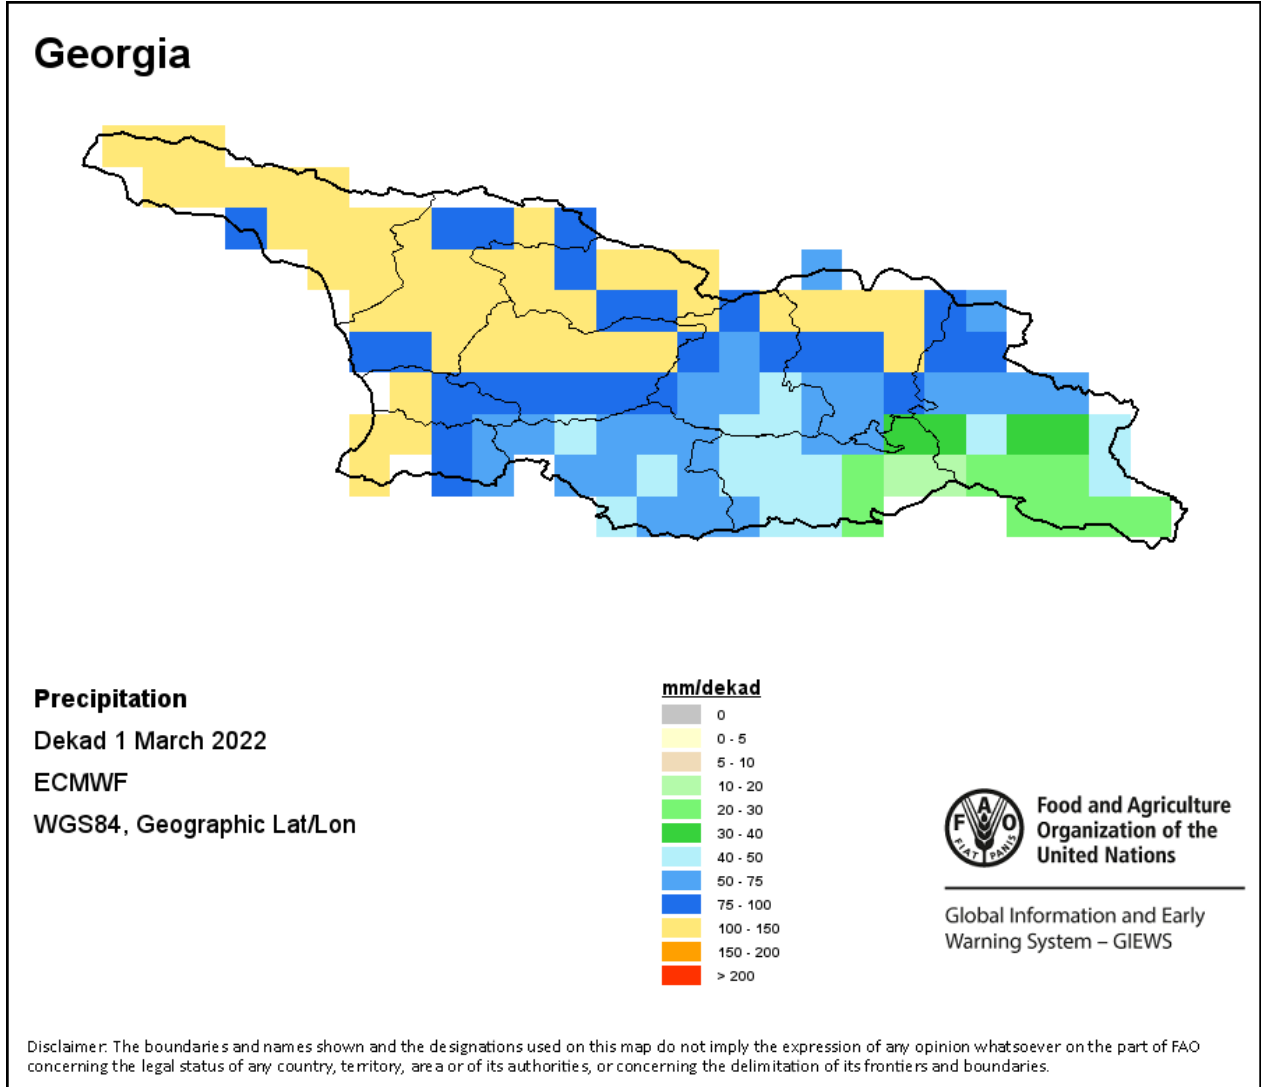 Georgia
Precipitation
Dekad 1 March 2022
ECMWF
WGS84, Geographic Lat/Lon
mm/dekad
0
0 - 5
5 - 10
10 - 20
20 - 30
30 - 40
40 - 50
50 - 75
75 - 100
100 - 150
150 - 200
> 200
F A O
FIAT PANIS
Food and Agriculture
Organization of the
United Nations
Global Information and Early
Warning System – GIEWS
Disclaimer: The boundaries and names shown and the designations used on this map do not imply the expression of any opinion whatsoever on the part of FAO
concerning the legal status of any country, territory, area or of its authorities, or concerning the delimitation of its frontiers and boundaries.